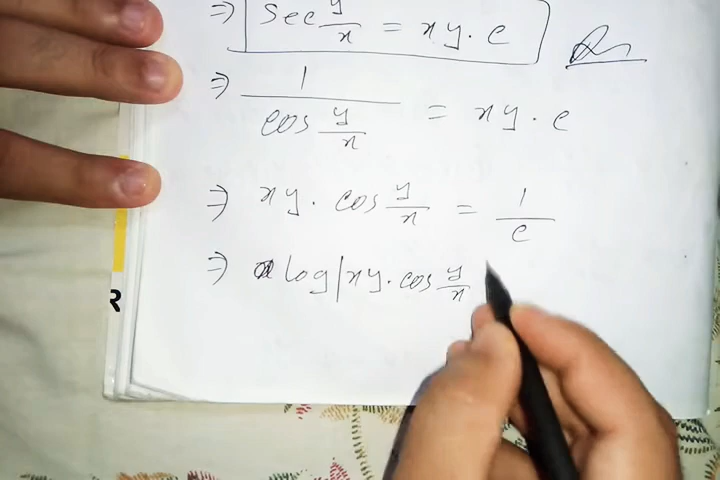 ⇒ sec y/x = xy. c
⇒ 1/cos y/x = xy. c
⇒ xy. cos y/x = 1/c
⇒ log|xy. cos y/x
R